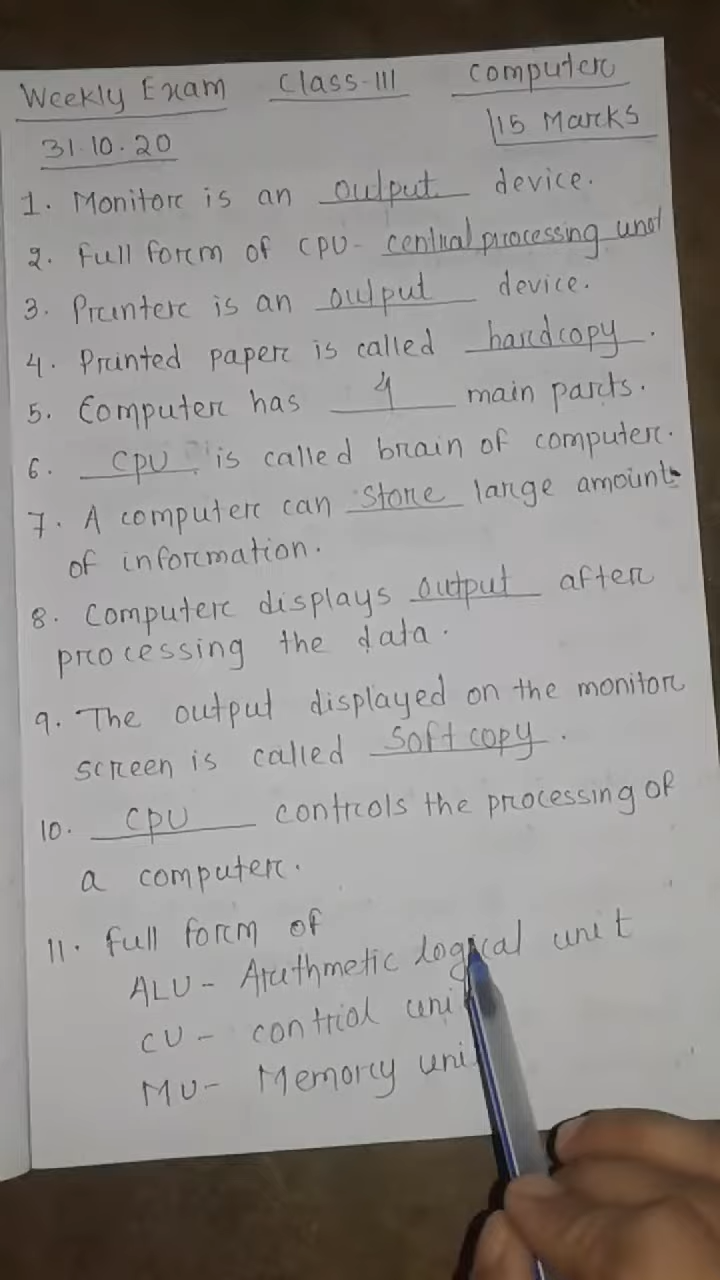 Weekly Exam Class-III Computer
31.10.20 15 Marks
1. Monitor is an output device.
2. Full form of CPU- central processing unit
3. Printer is an output device.
4. Printed paper is called hardcopy.
5. Computer has 4 main parts.
6. CPU is called brain of computer.
7. A computer can store large amount
of information.
8. Computer displays output after
processing the data.
9. The output displayed on the monitor
screen is called softcopy.
10. CPU controls the processing of
a computer.
11. Full form of
ALU- Arithmetic logical unit
CU- control uni
MU- Memory uni